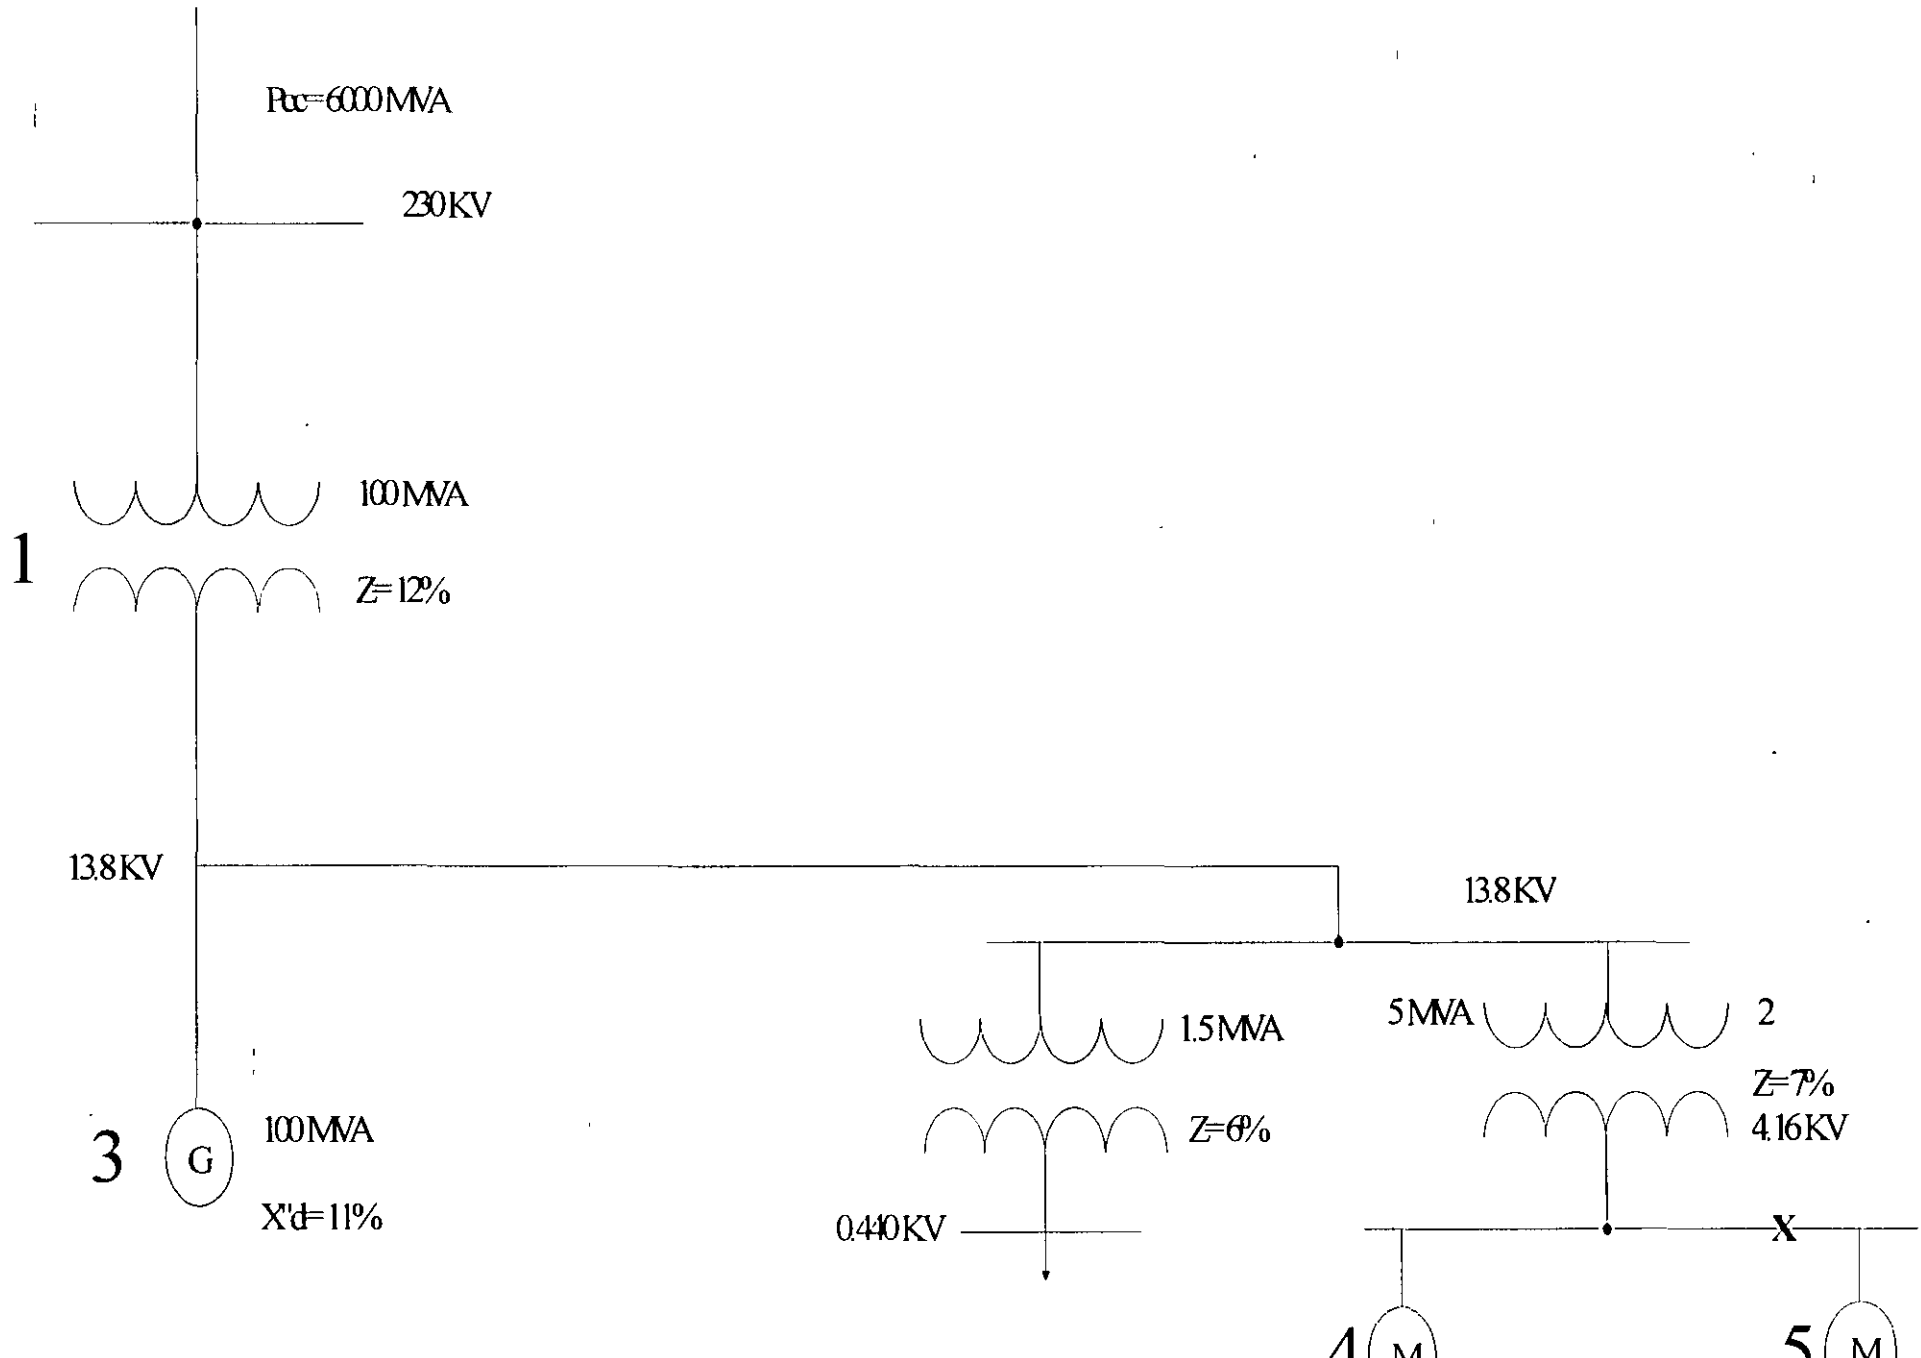 Pcc=6000 MVA
230 KV
100 MVA
1
Z=12%
13.8 KV
13.8 KV
5 MVA
2
1.5 MVA
Z=7%
4.16 KV
Z=6%
100 MVA
3
G
X"d=11%
0.440 KV
X
4
M
5
M